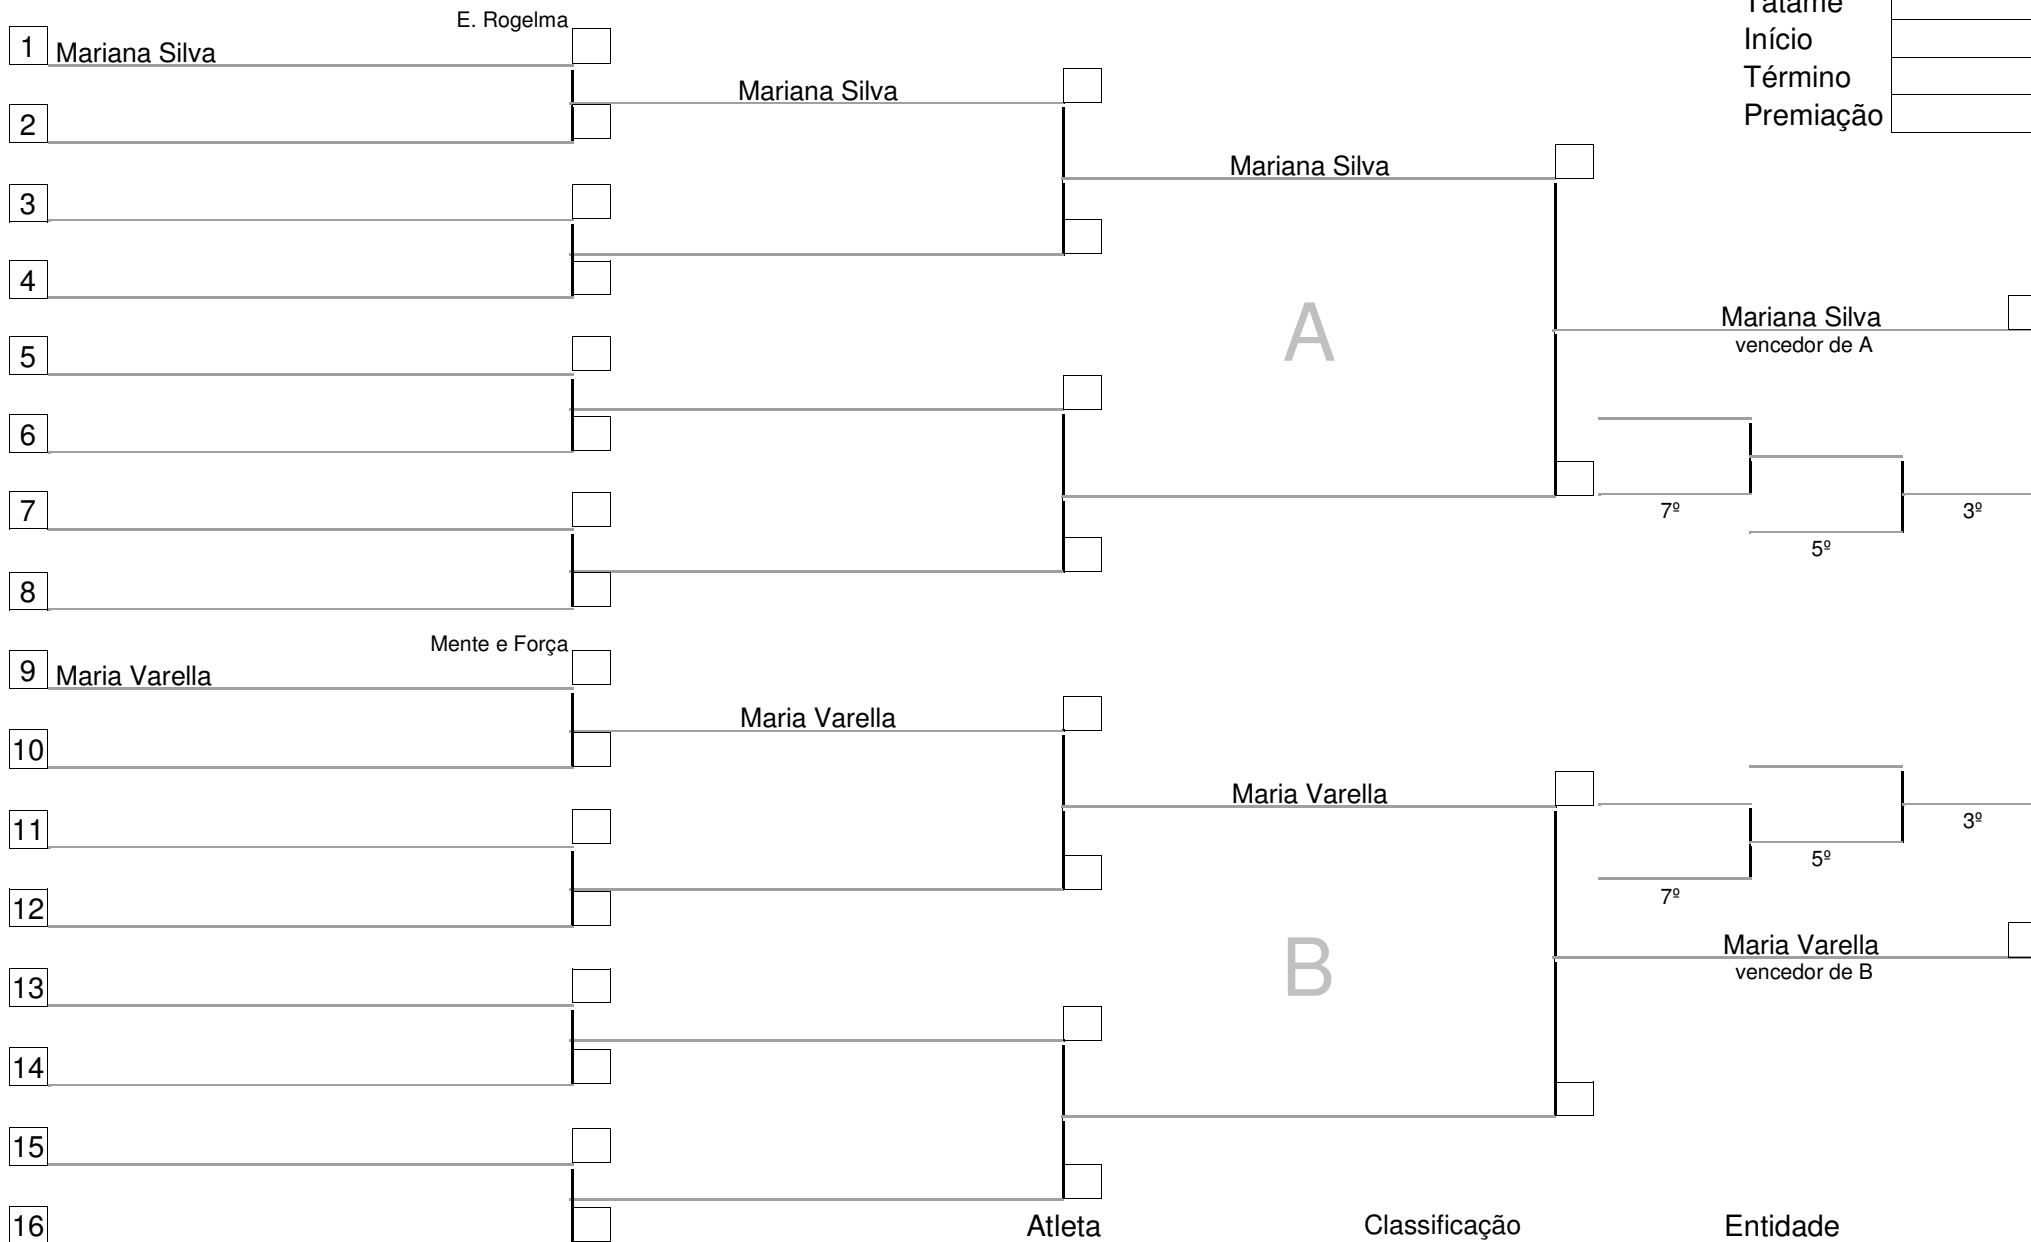 Tatame
E. Rogelma
1 Mariana Silva
Início
Mariana Silva
Término
2
Premiação
Mariana Silva
3
4
A
Mariana Silva
vencedor de A
5
6
7
7º
3º
5º
8
Mente e Força
9 Maria Varella
Maria Varella
10
Maria Varella
11
3º
5º
7º
12
B
Maria Varella
vencedor de B
13
14
15
16
Atleta Classificação Entidade